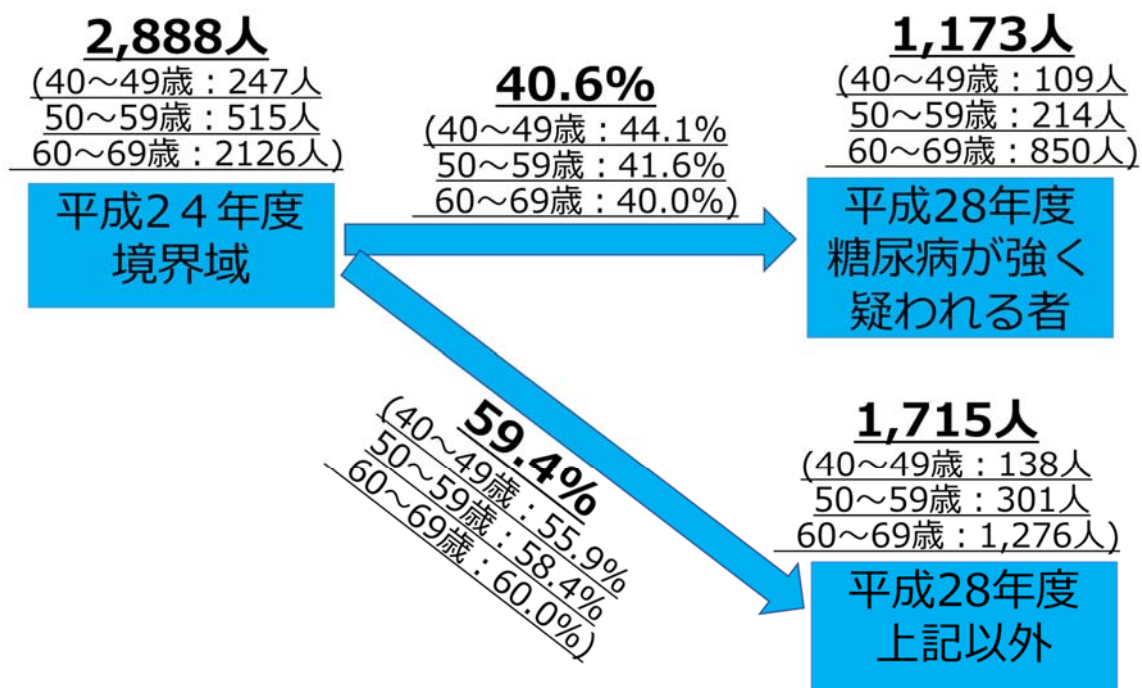 2,888人
(40～49歳：247人
50～59歳：515人
60～69歳：2126人)
平成２４年度
境界域
40.6%
(40～49歳：44.1%
50～59歳：41.6%
60～69歳：40.0%)
1,173人
(40～49歳：109人
50～59歳：214人
60～69歳：850人)
平成28年度
糖尿病が強く
疑われる者
59.4%
(40～49歳：55.9%
50～59歳：58.4%
60～69歳：60.0%)
1,715人
(40～49歳：138人
50～59歳：301人
60～69歳：1,276人)
平成28年度
上記以外